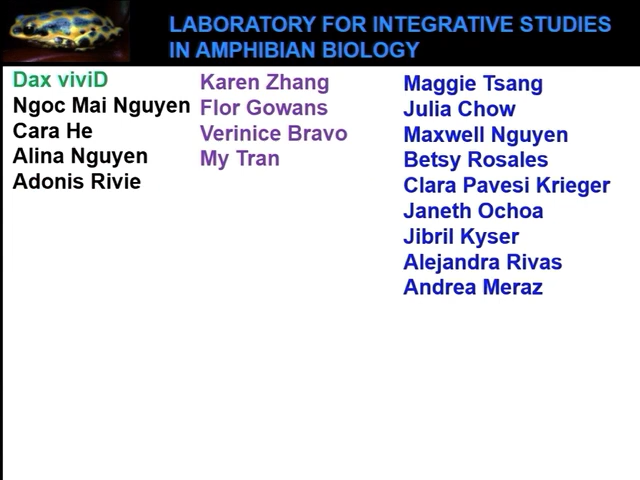 LABORATORY FOR INTEGRATIVE STUDIES
IN AMPHIBIAN BIOLOGY
Dax viviD
Ngoc Mai Nguyen
Cara He
Alina Nguyen
Adonis Rivie
Karen Zhang
Flor Gowans
Verinice Bravo
My Tran
Maggie Tsang
Julia Chow
Maxwell Nguyen
Betsy Rosales
Clara Pavesi Krieger
Janeth Ochoa
Jibril Kyser
Alejandra Rivas
Andrea Meraz